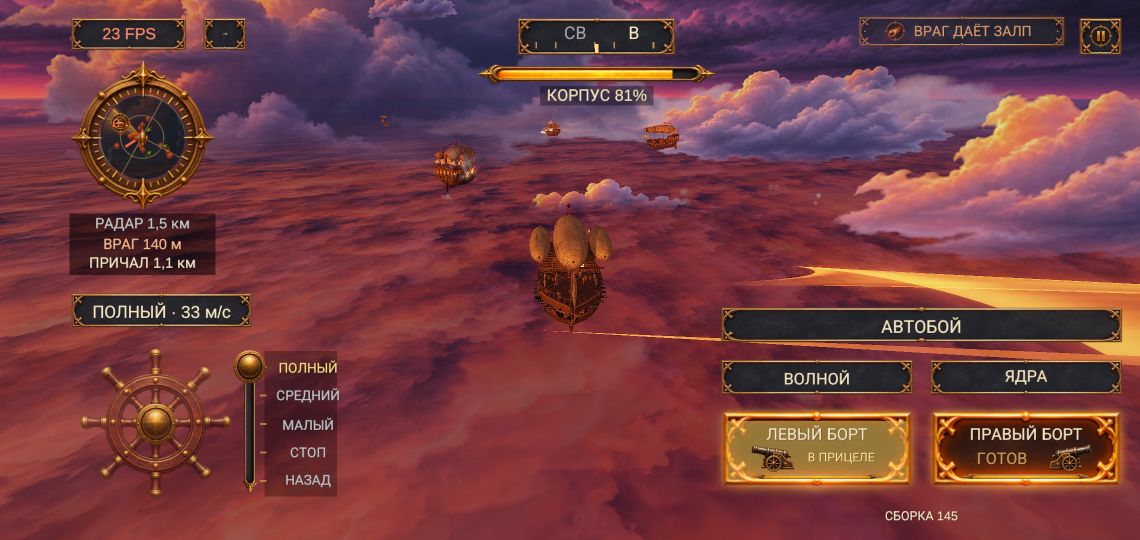 23 FPS
СВ
В
ВРАГ ДАЁТ ЗАЛП
КОРПУС 81%
РАДАР 1,5 км
ВРАГ 140 м
ПРИЧАЛ 1,1 км
ПОЛНЫЙ · 33 м/с
ПОЛНЫЙ
СРЕДНИЙ
МАЛЫЙ
СТОП
НАЗАД
АВТОБОЙ
ВОЛНОЙ
ЯДРА
ЛЕВЫЙ БОРТ
В ПРИЦЕЛЕ
ПРАВЫЙ БОРТ
ГОТОВ
СБОРКА 145